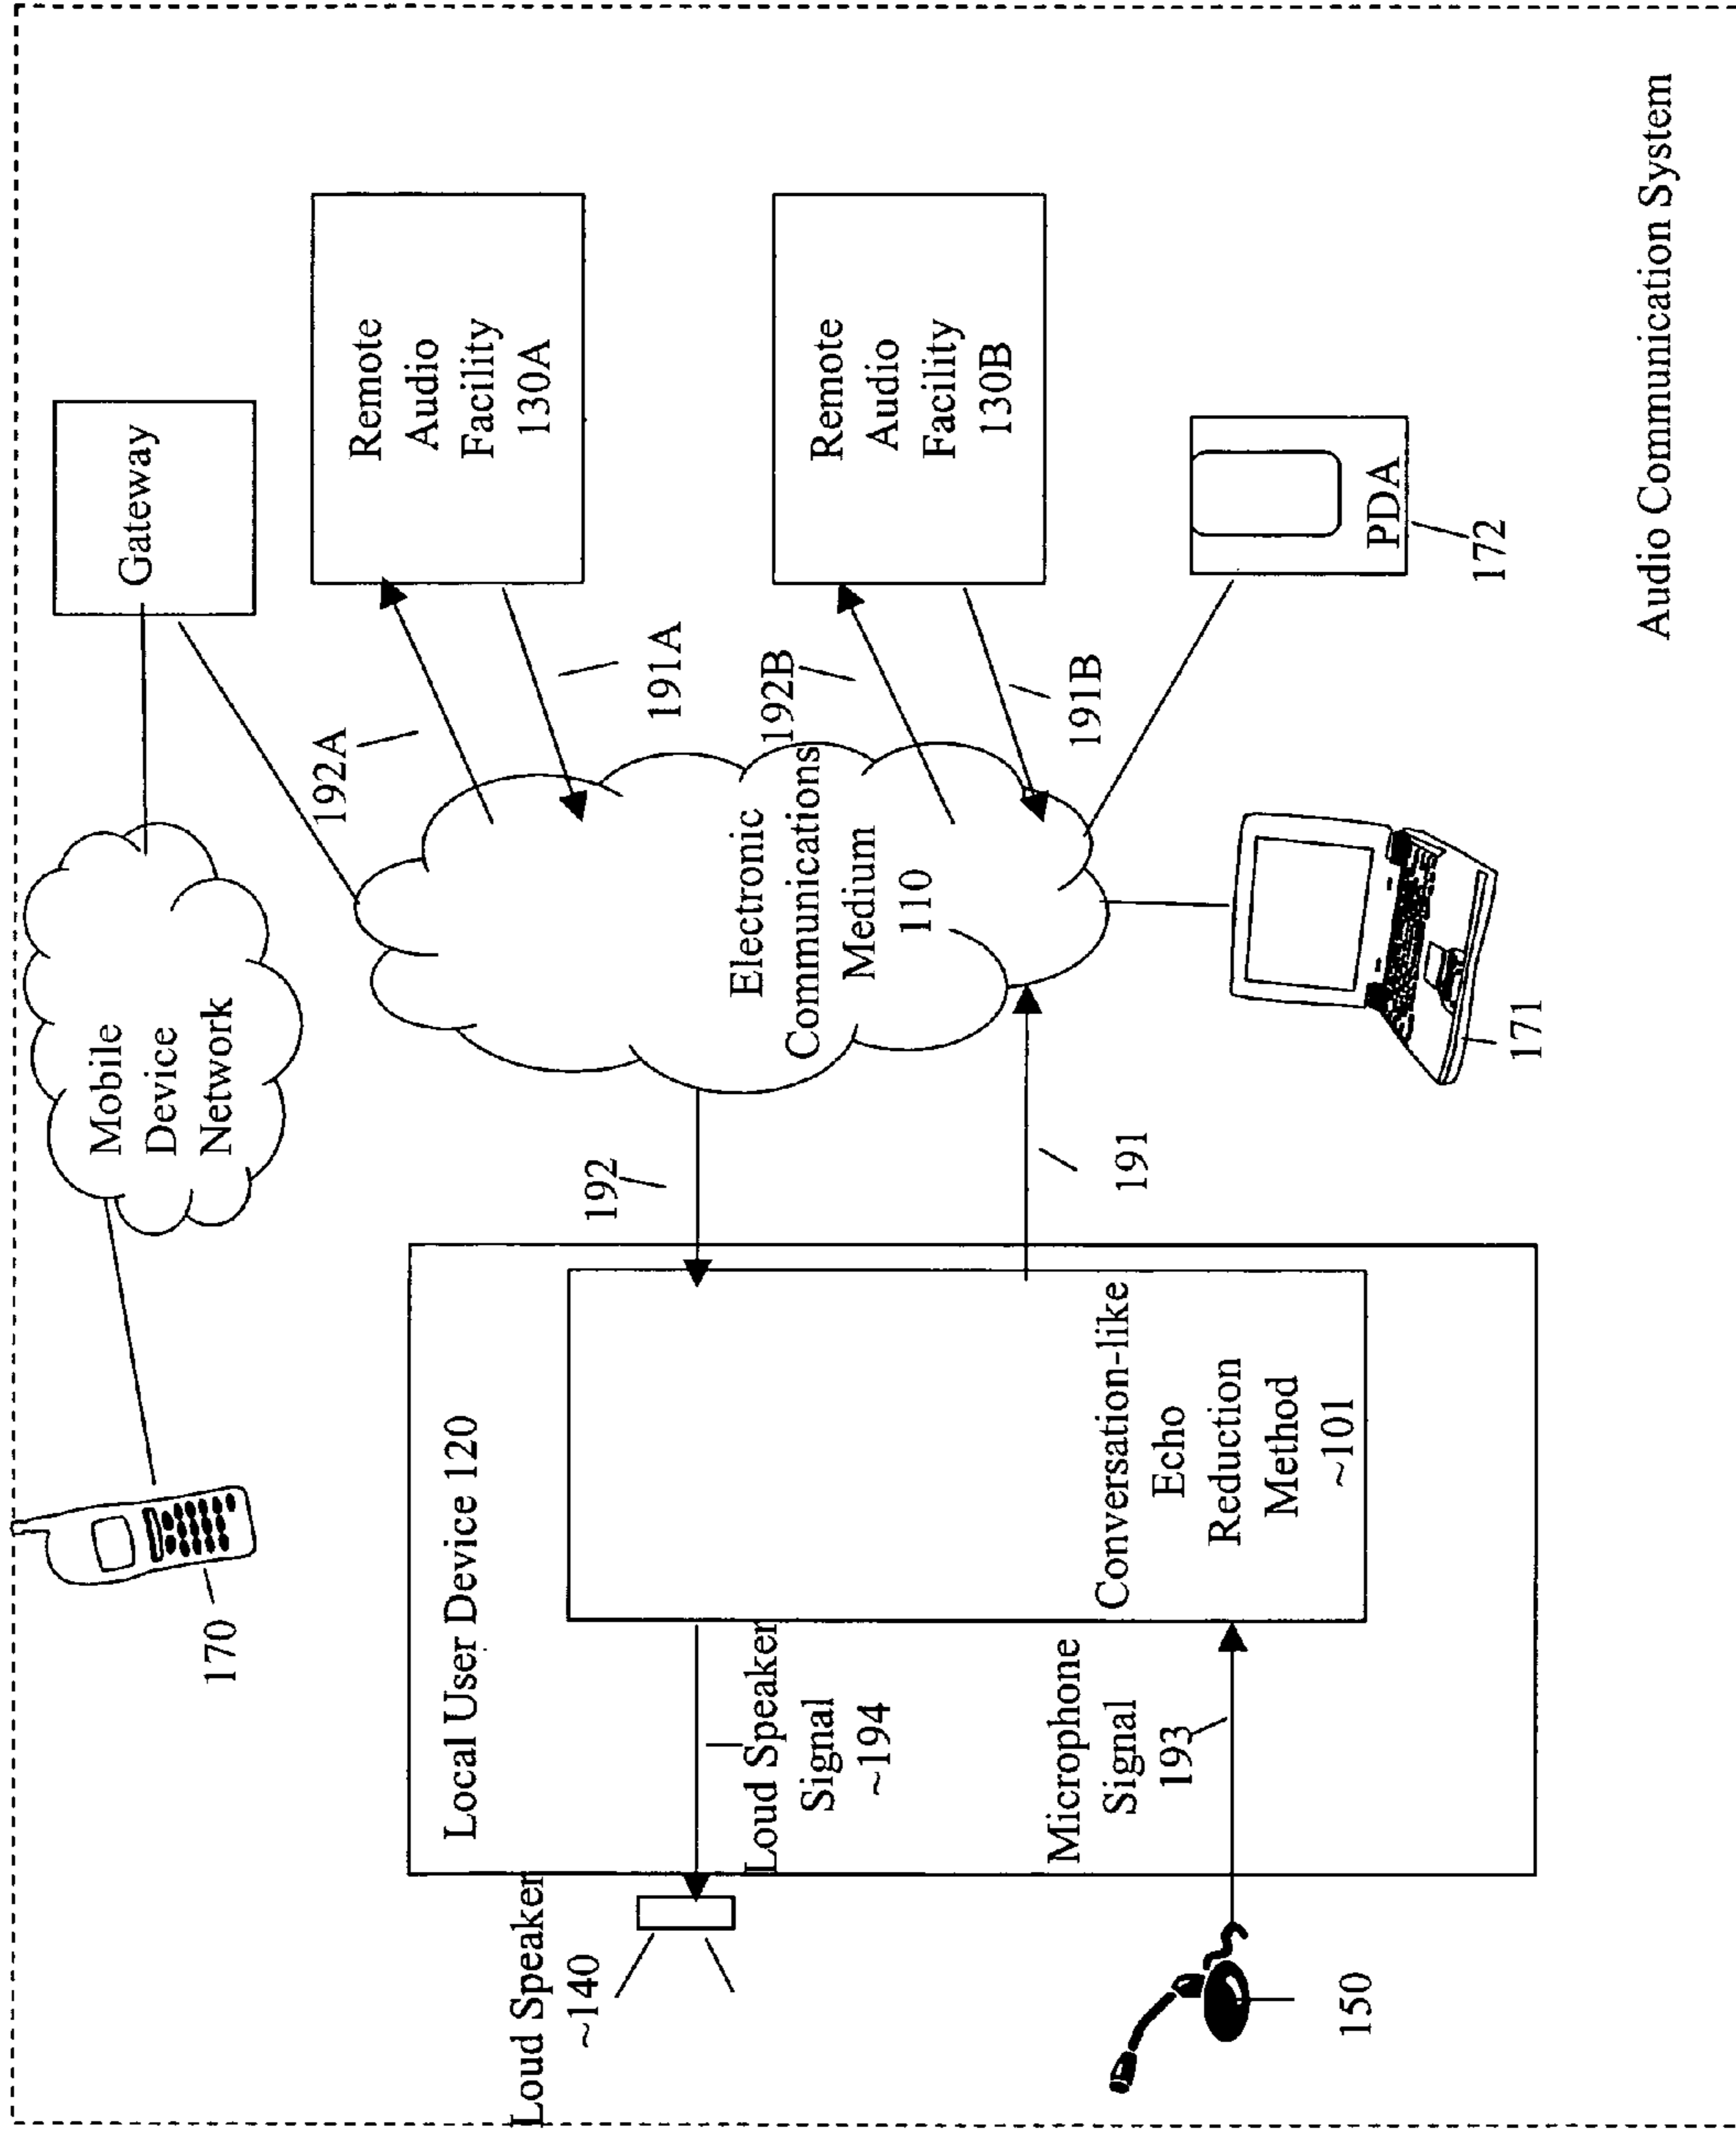 170
Mobile
Device
Network
Gateway
Local User Device 120
Loud Speaker
~140
Loud Speaker
Signal
~194
Microphone
Signal
193
150
Conversation-like
Echo
Reduction
Method
~101
192
191
Electronic
Communications
Medium
110
192A
191A
192B
191B
Remote
Audio
Facility
130A
Remote
Audio
Facility
130B
PDA
172
171
Audio Communication System